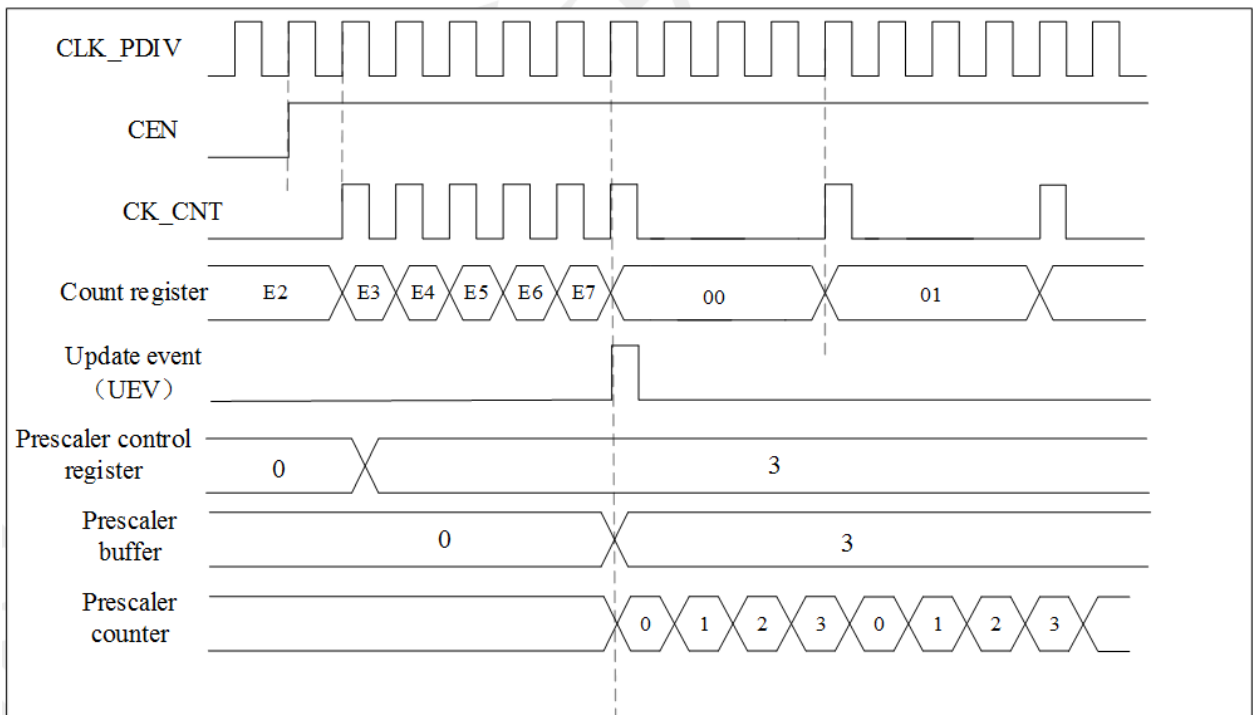 CLK_PDIV
CEN
CK_CNT
Count register E2 E3 E4 E5 E6 E7 00 01
Update event
（UEV）
Prescaler control
register 0 3
Prescaler
buffer 0 3
Prescaler
counter 0 1 2 3 0 1 2 3